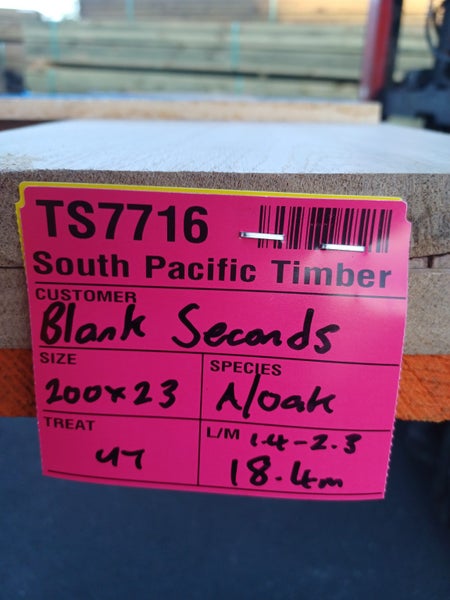 TS7716
South Pacific Timber
CUSTOMER
Blank Seconds
SIZE
200x23
SPECIES
A/oak
TREAT
UT
L/M 1.4-2.3
18.4m